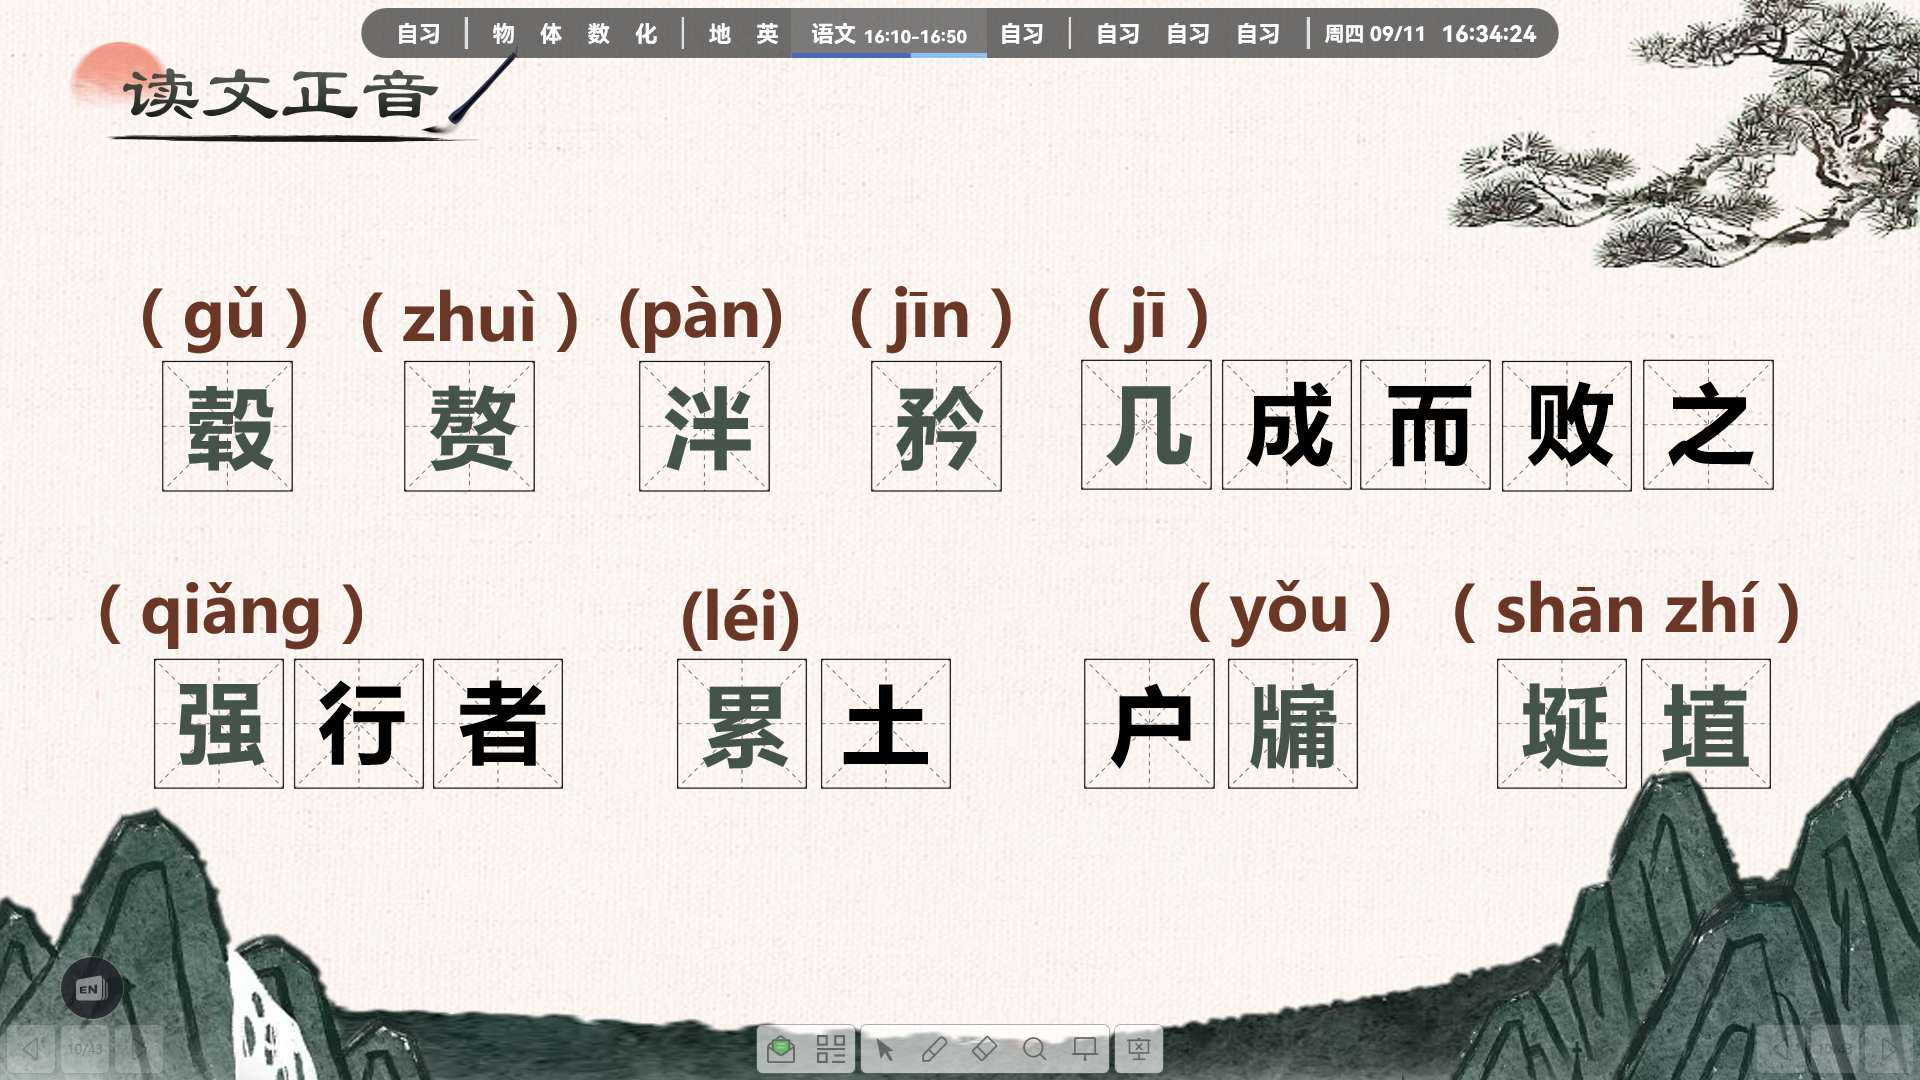 自习 | 物 体 数 化 | 地 英 语文 16:10-16:50 自习 | 自习 自习 自习 | 周四 09/11 16:34:24
读文正音
( gǔ ) ( zhuì ) (pàn) ( jīn ) ( jī )
毂 赘 泮 矜 几成而败之
( qiǎng ) (léi) ( yǒu ) ( shān zhí )
强行者 累土 户牖 埏埴
EN
10/43